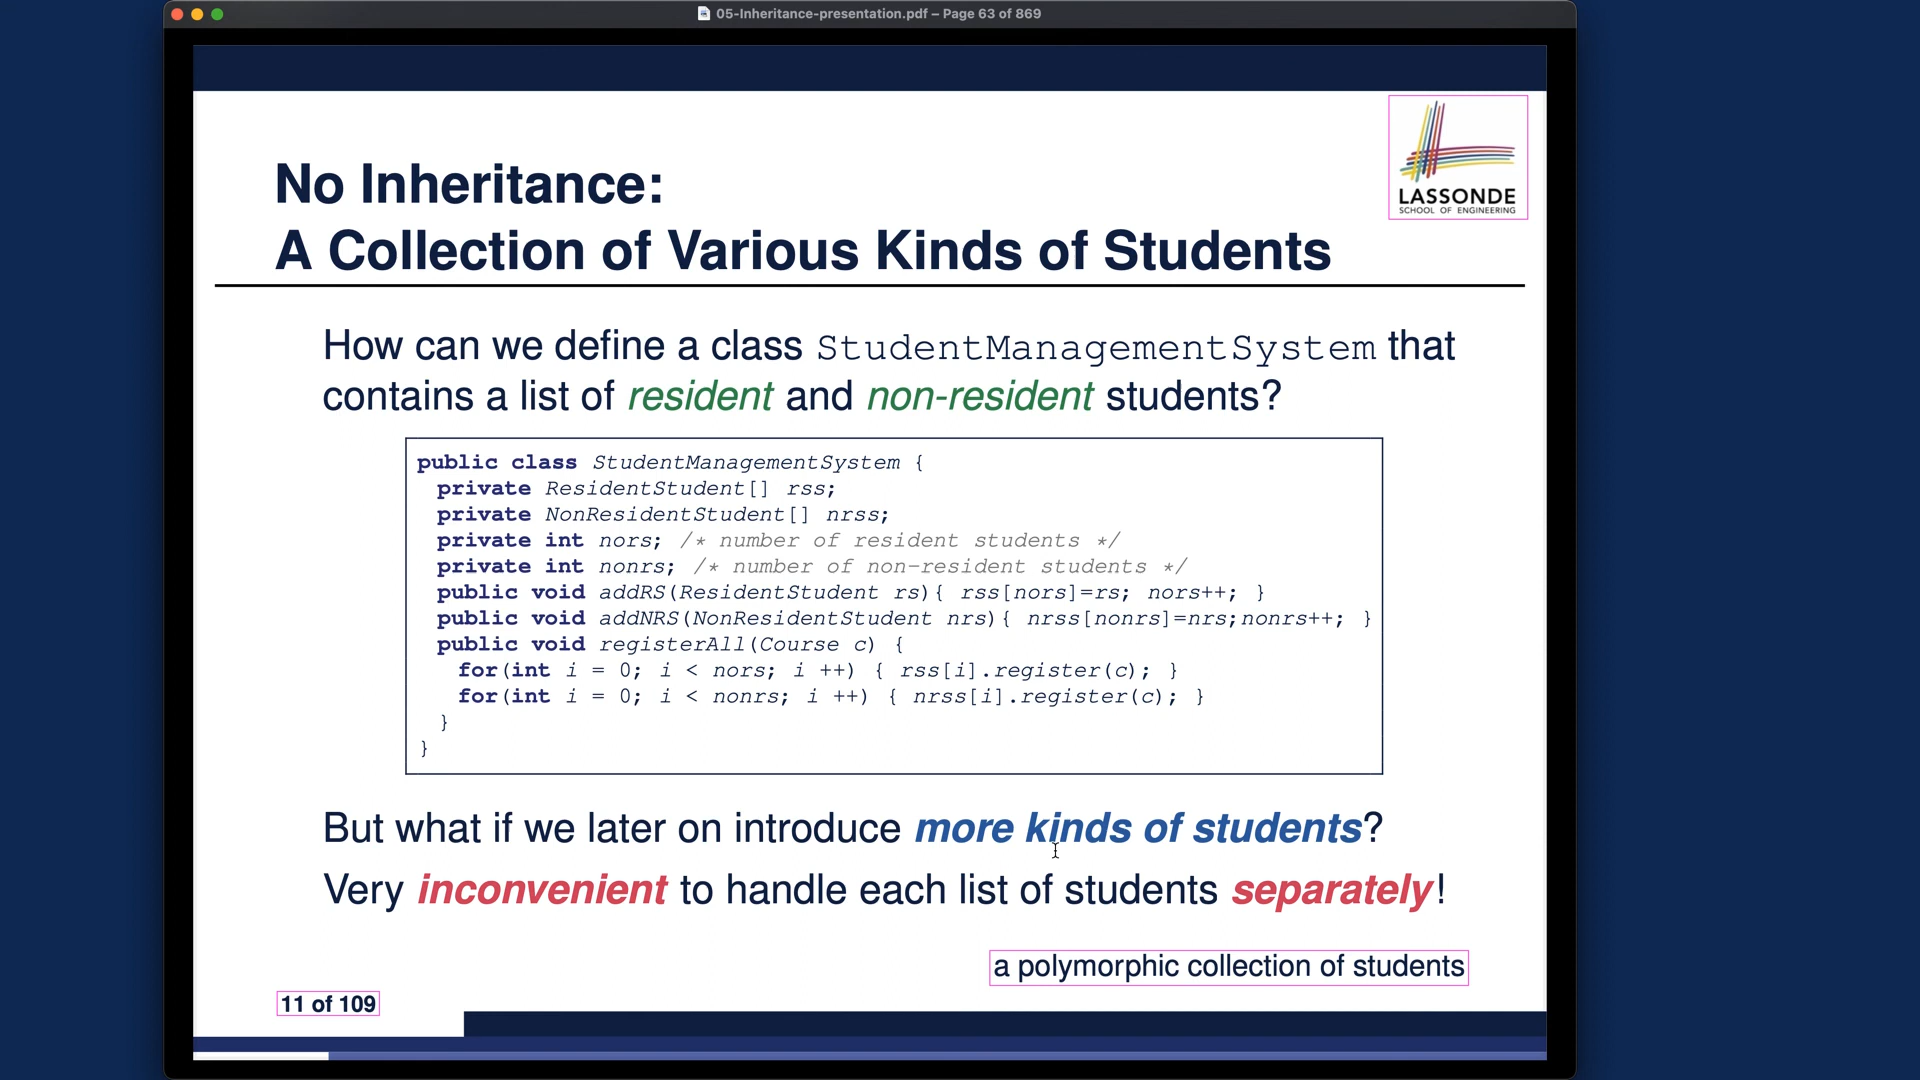 05-Inheritance-presentation.pdf – Page 63 of 869
LASSONDE
SCHOOL OF ENGINEERING
No Inheritance:
A Collection of Various Kinds of Students
How can we define a class StudentManagementSystem that
contains a list of resident and non-resident students?
public class StudentManagementSystem {
private ResidentStudent[] rss;
private NonResidentStudent[] nrss;
private int nors; /* number of resident students */
private int nonrs; /* number of non-resident students */
public void addRS(ResidentStudent rs){ rss[nors]=rs; nors++; }
public void addNRS(NonResidentStudent nrs){ nrss[nonrs]=nrs;nonrs++; }
public void registerAll(Course c) {
for(int i = 0; i < nors; i ++) { rss[i].register(c); }
for(int i = 0; i < nonrs; i ++) { nrss[i].register(c); }
}
}
But what if we later on introduce more kinds of students?
Very inconvenient to handle each list of students separately!
a polymorphic collection of students
11 of 109